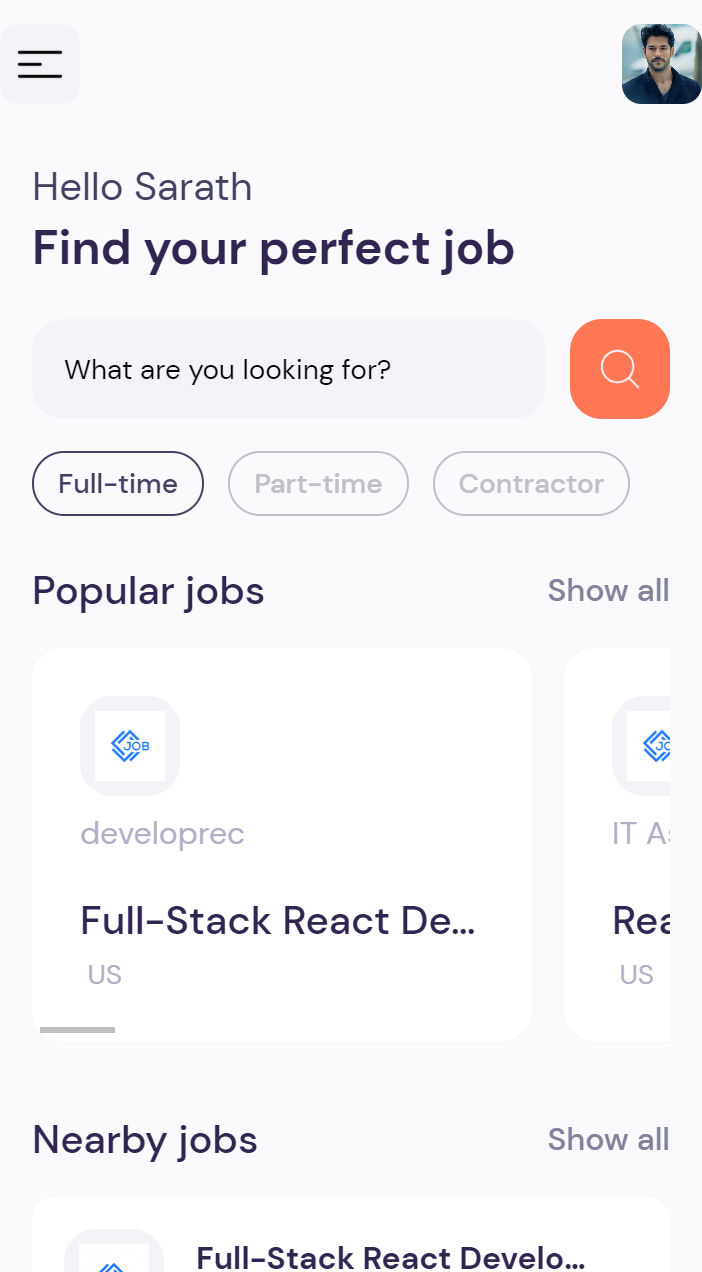 Hello Sarath
Find your perfect job
What are you looking for?
Full-time Part-time Contractor
Popular jobs Show all
JOB
developrec
Full-Stack React De...
US
IT
Rea
US
Nearby jobs Show all
Full-Stack React Develo...